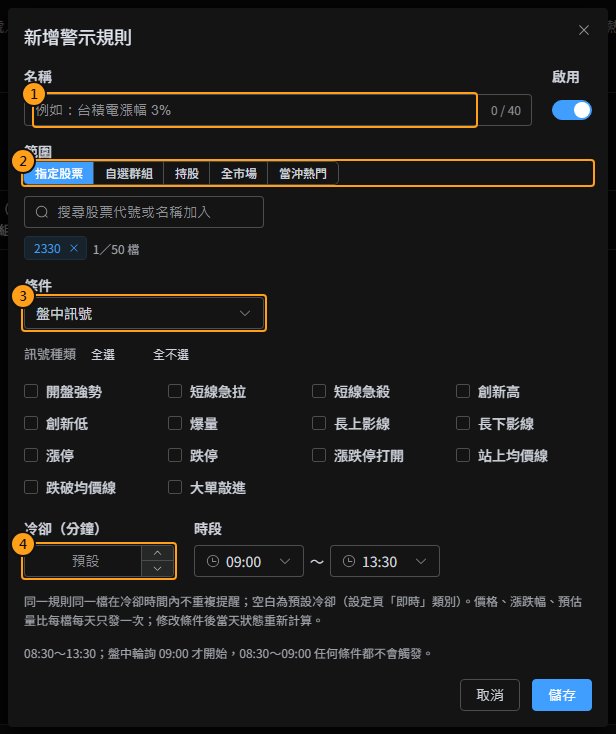 新增警示規則
名稱
啟用
1
例如：台積電漲幅 3%
0 / 40
範圍
2
指定股票 自選群組 持股 全市場 當沖熱門
搜尋股票代號或名稱加入
2330 × 1／50 檔
條件
3
盤中訊號
訊號種類 全選 全不選
開盤強勢 短線急拉 短線急殺 創新高
創新低 爆量 長上影線 長下影線
漲停 跌停 漲跌停打開 站上均價線
跌破均價線 大單敲進
冷卻（分鐘） 時段
4
預設 09:00 ～ 13:30
同一規則同一檔在冷卻時間內不重複提醒；空白為預設冷卻（設定頁「即時」類別）。價格、漲跌幅、預估
量比每檔每天只發一次；修改條件後當天狀態重新計算。
08:30～13:30；盤中輪詢 09:00 才開始，08:30～09:00 任何條件都不會觸發。
取消 儲存